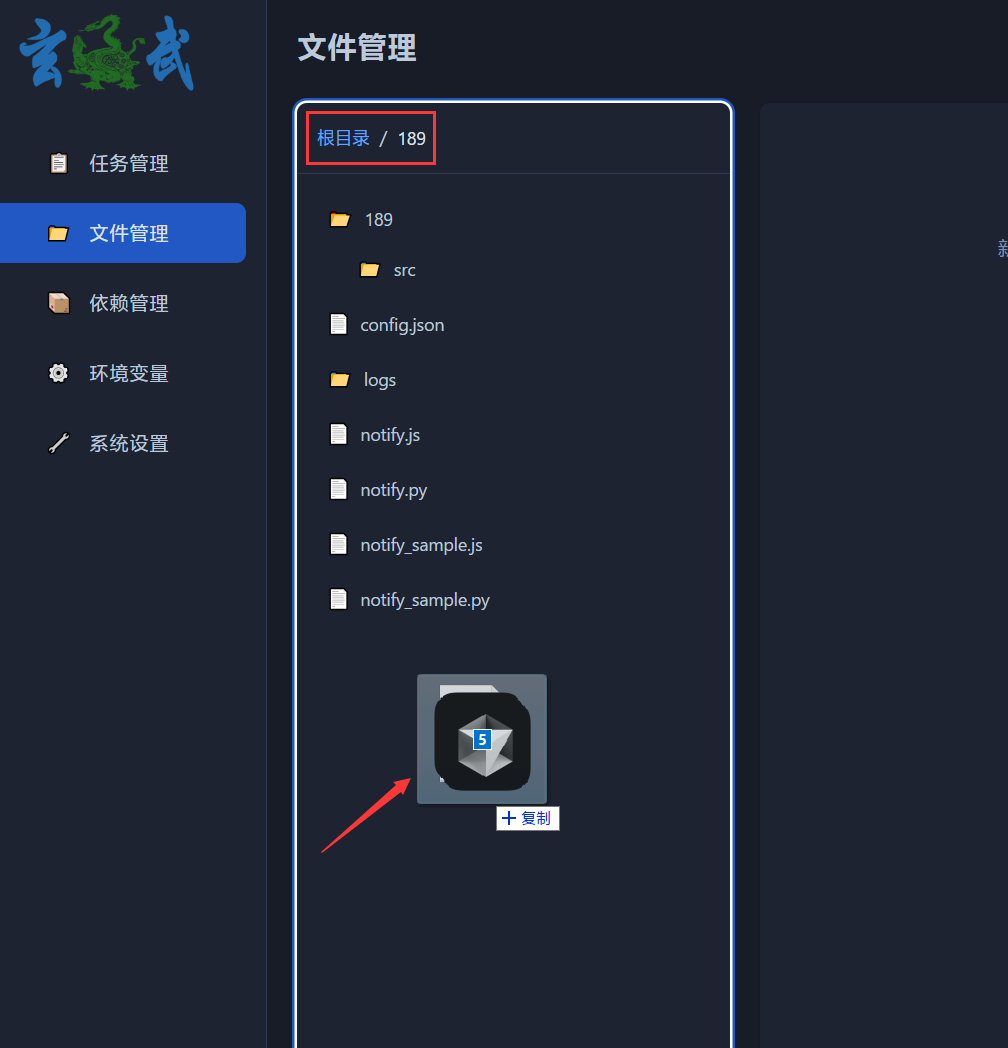 玄武
任务管理
文件管理
依赖管理
环境变量
系统设置
文件管理
根目录 / 189
189
src
config.json
logs
notify.js
notify.py
notify_sample.js
notify_sample.py
5
复制